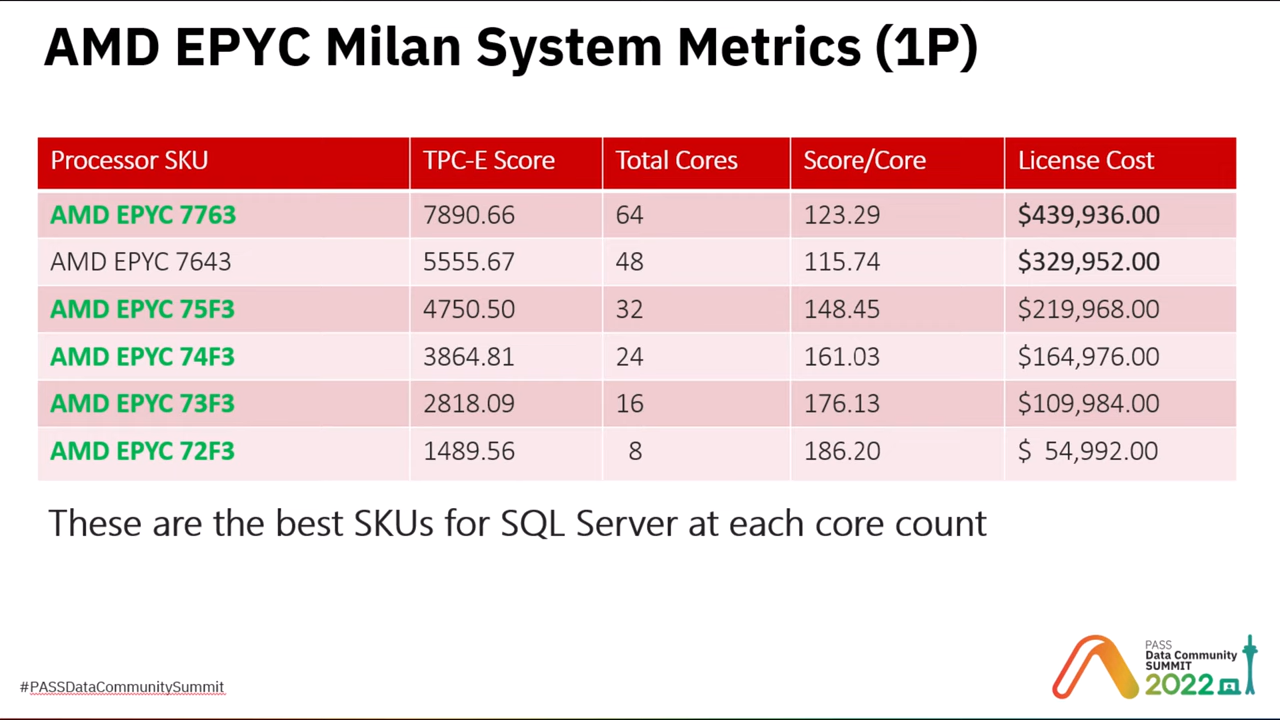 AMD EPYC Milan System Metrics (1P)
Processor SKU TPC-E Score Total Cores Score/Core License Cost
AMD EPYC 7763 7890.66 64 123.29 $439,936.00
AMD EPYC 7643 5555.67 48 115.74 $329,952.00
AMD EPYC 75F3 4750.50 32 148.45 $219,968.00
AMD EPYC 74F3 3864.81 24 161.03 $164,976.00
AMD EPYC 73F3 2818.09 16 176.13 $109,984.00
AMD EPYC 72F3 1489.56 8 186.20 $ 54,992.00
These are the best SKUs for SQL Server at each core count
PASS
Data Community
SUMMIT
2022
#PASSDataCommunitySummit